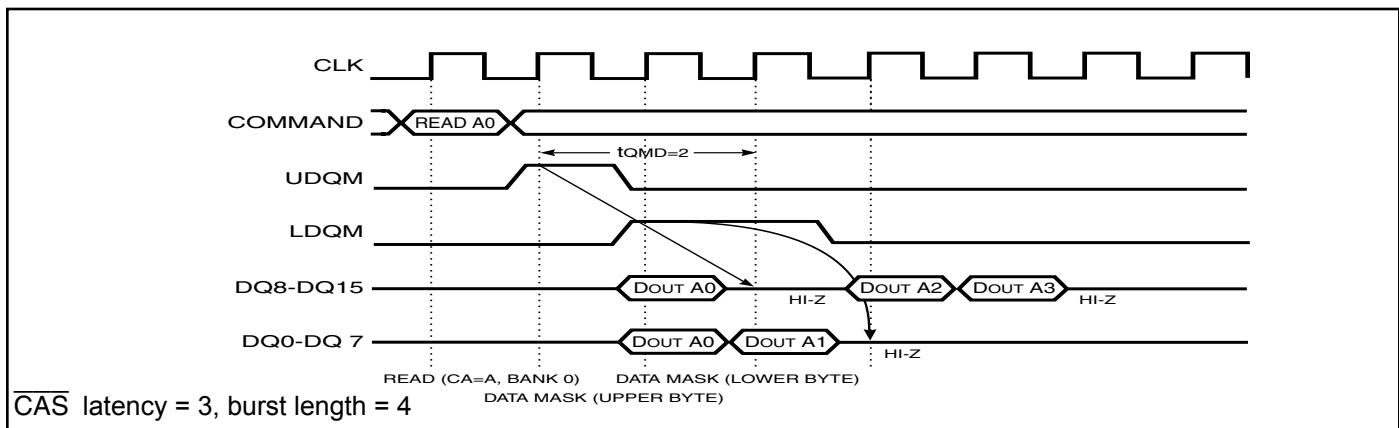 CLK
COMMAND READ A0
tQMD=2
UDQM
LDQM
DQ8-DQ15 DOUT A0 HI-Z DOUT A2 DOUT A3 HI-Z
DQ0-DQ 7 DOUT A0 DOUT A1 HI-Z
READ (CA=A, BANK 0) DATA MASK (LOWER BYTE)
DATA MASK (UPPER BYTE)
C̅A̅S̅ latency = 3, burst length = 4